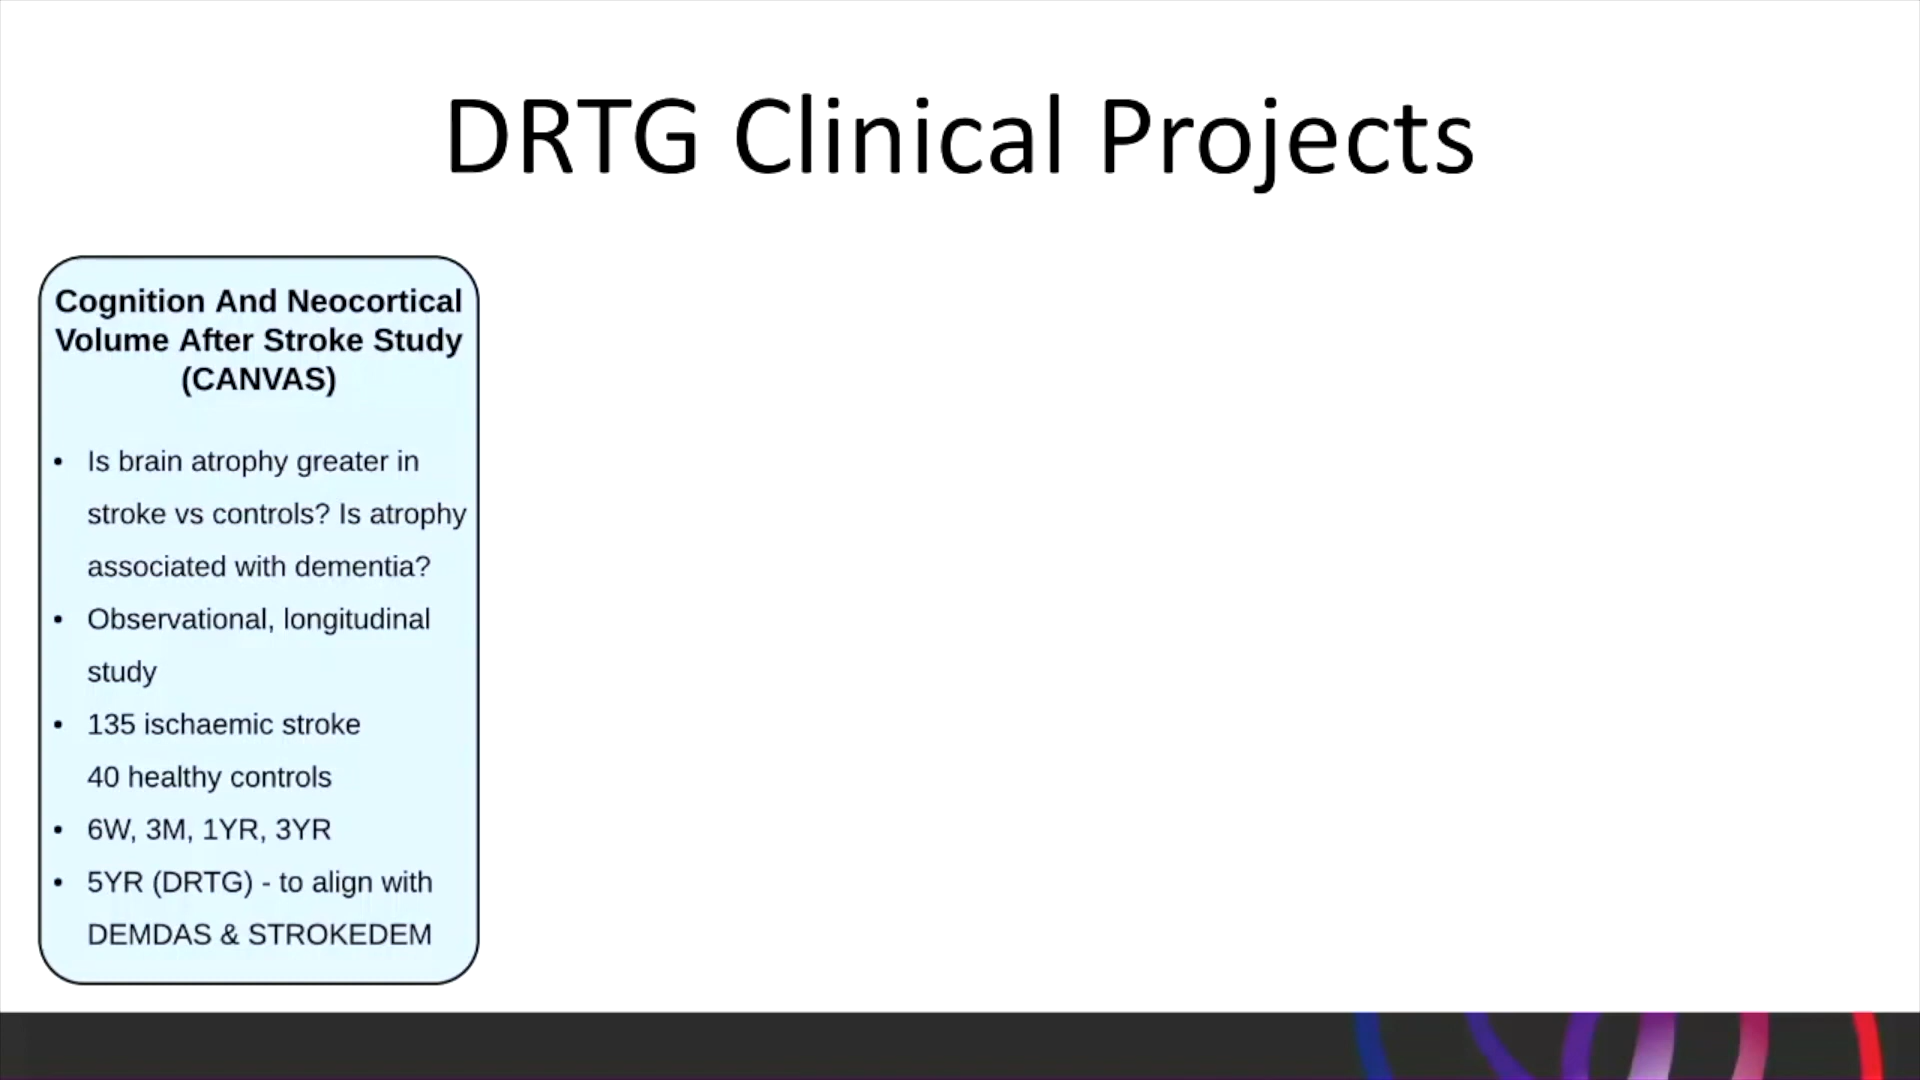 DRTG Clinical Projects
Cognition And Neocortical
Volume After Stroke Study
(CANVAS)
• Is brain atrophy greater in
stroke vs controls? Is atrophy
associated with dementia?
• Observational, longitudinal
study
• 135 ischaemic stroke
40 healthy controls
• 6W, 3M, 1YR, 3YR
• 5YR (DRTG) - to align with
DEMDAS & STROKEDEM